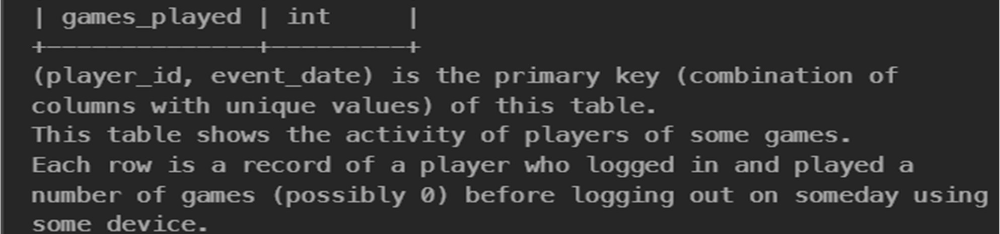 | games_played | int     |
+--------------+---------+
(player_id, event_date) is the primary key (combination of
columns with unique values) of this table.
This table shows the activity of players of some games.
Each row is a record of a player who logged in and played a
number of games (possibly 0) before logging out on someday using
some device.